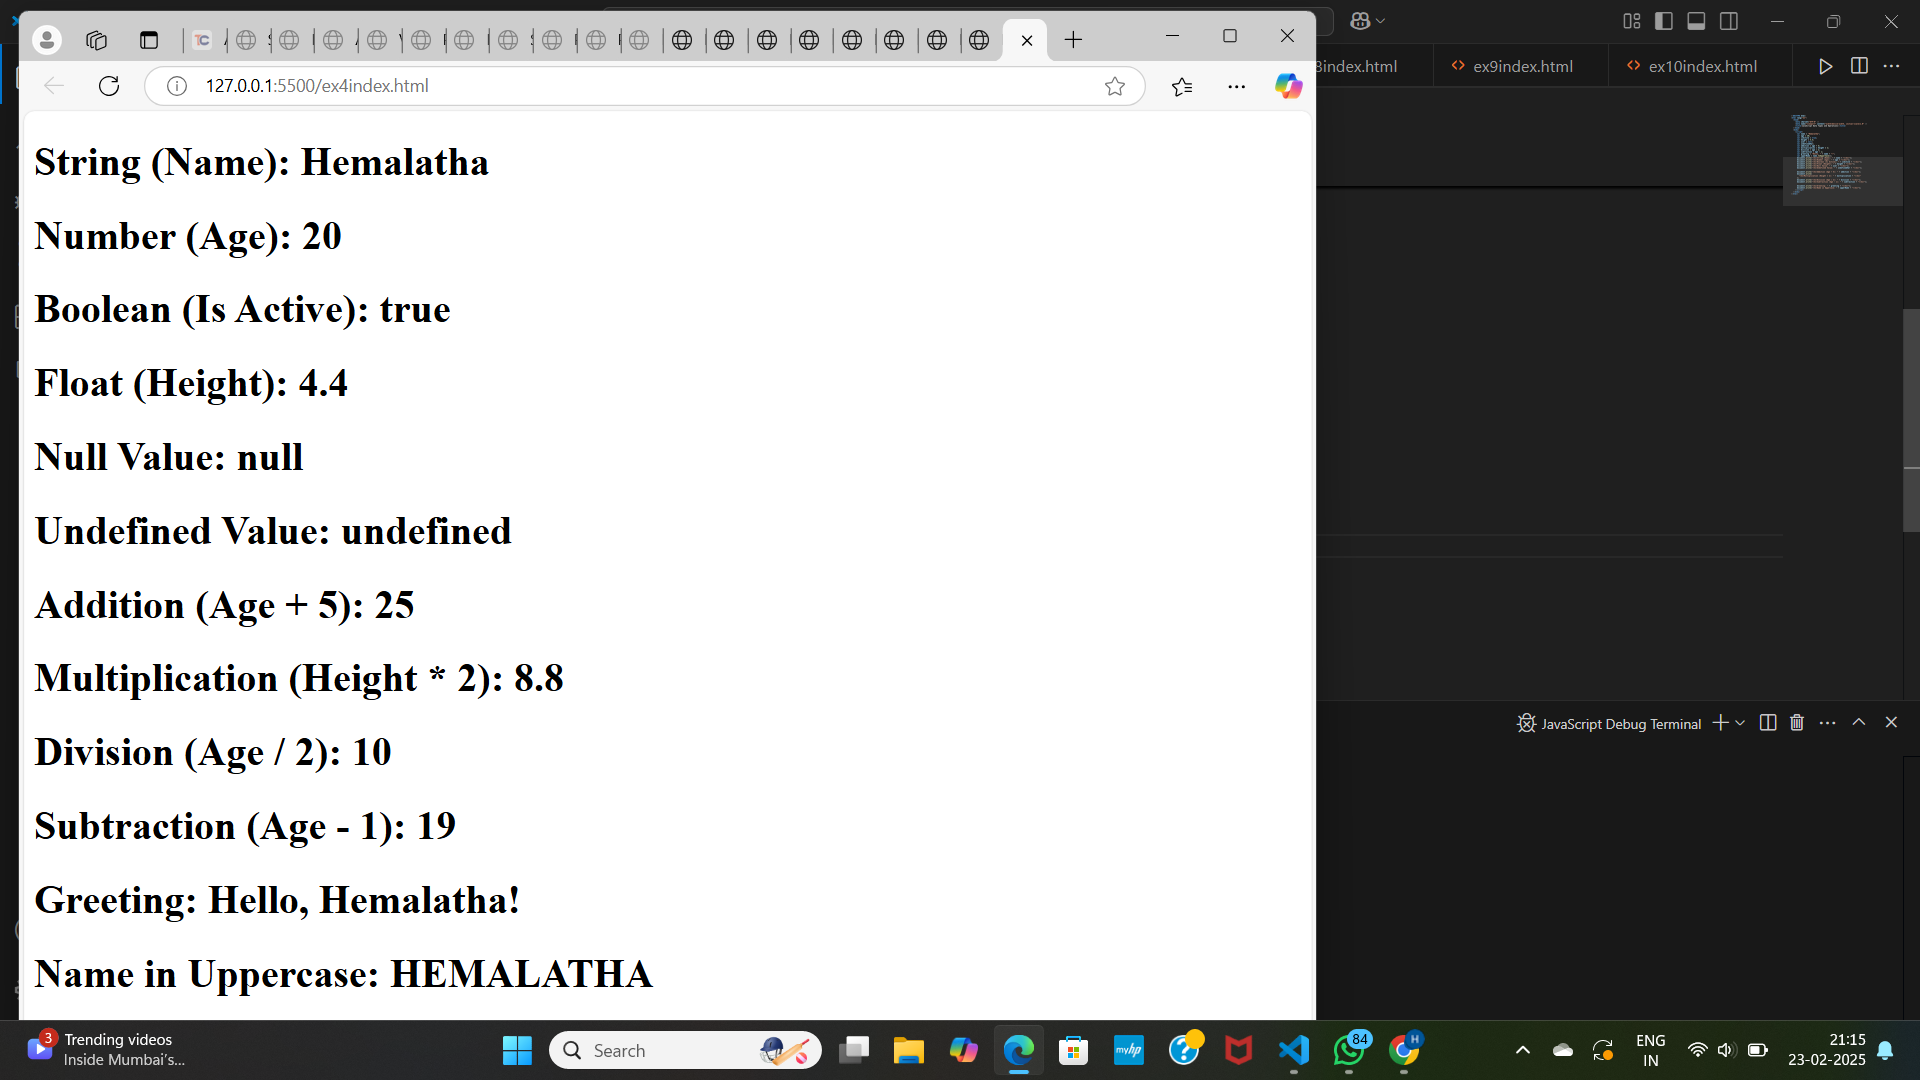 127.0.0.1:5500/ex4index.html
String (Name): Hemalatha
Number (Age): 20
Boolean (Is Active): true
Float (Height): 4.4
Null Value: null
Undefined Value: undefined
Addition (Age + 5): 25
Multiplication (Height * 2): 8.8
Division (Age / 2): 10
Subtraction (Age - 1): 19
Greeting: Hello, Hemalatha!
Name in Uppercase: HEMALATHA
index.html
ex9index.html
ex10index.html
JavaScript Debug Terminal
3
Trending videos
Inside Mumbai's...
Search
myhp
84
H
ENG
IN
21:15
23-02-2025